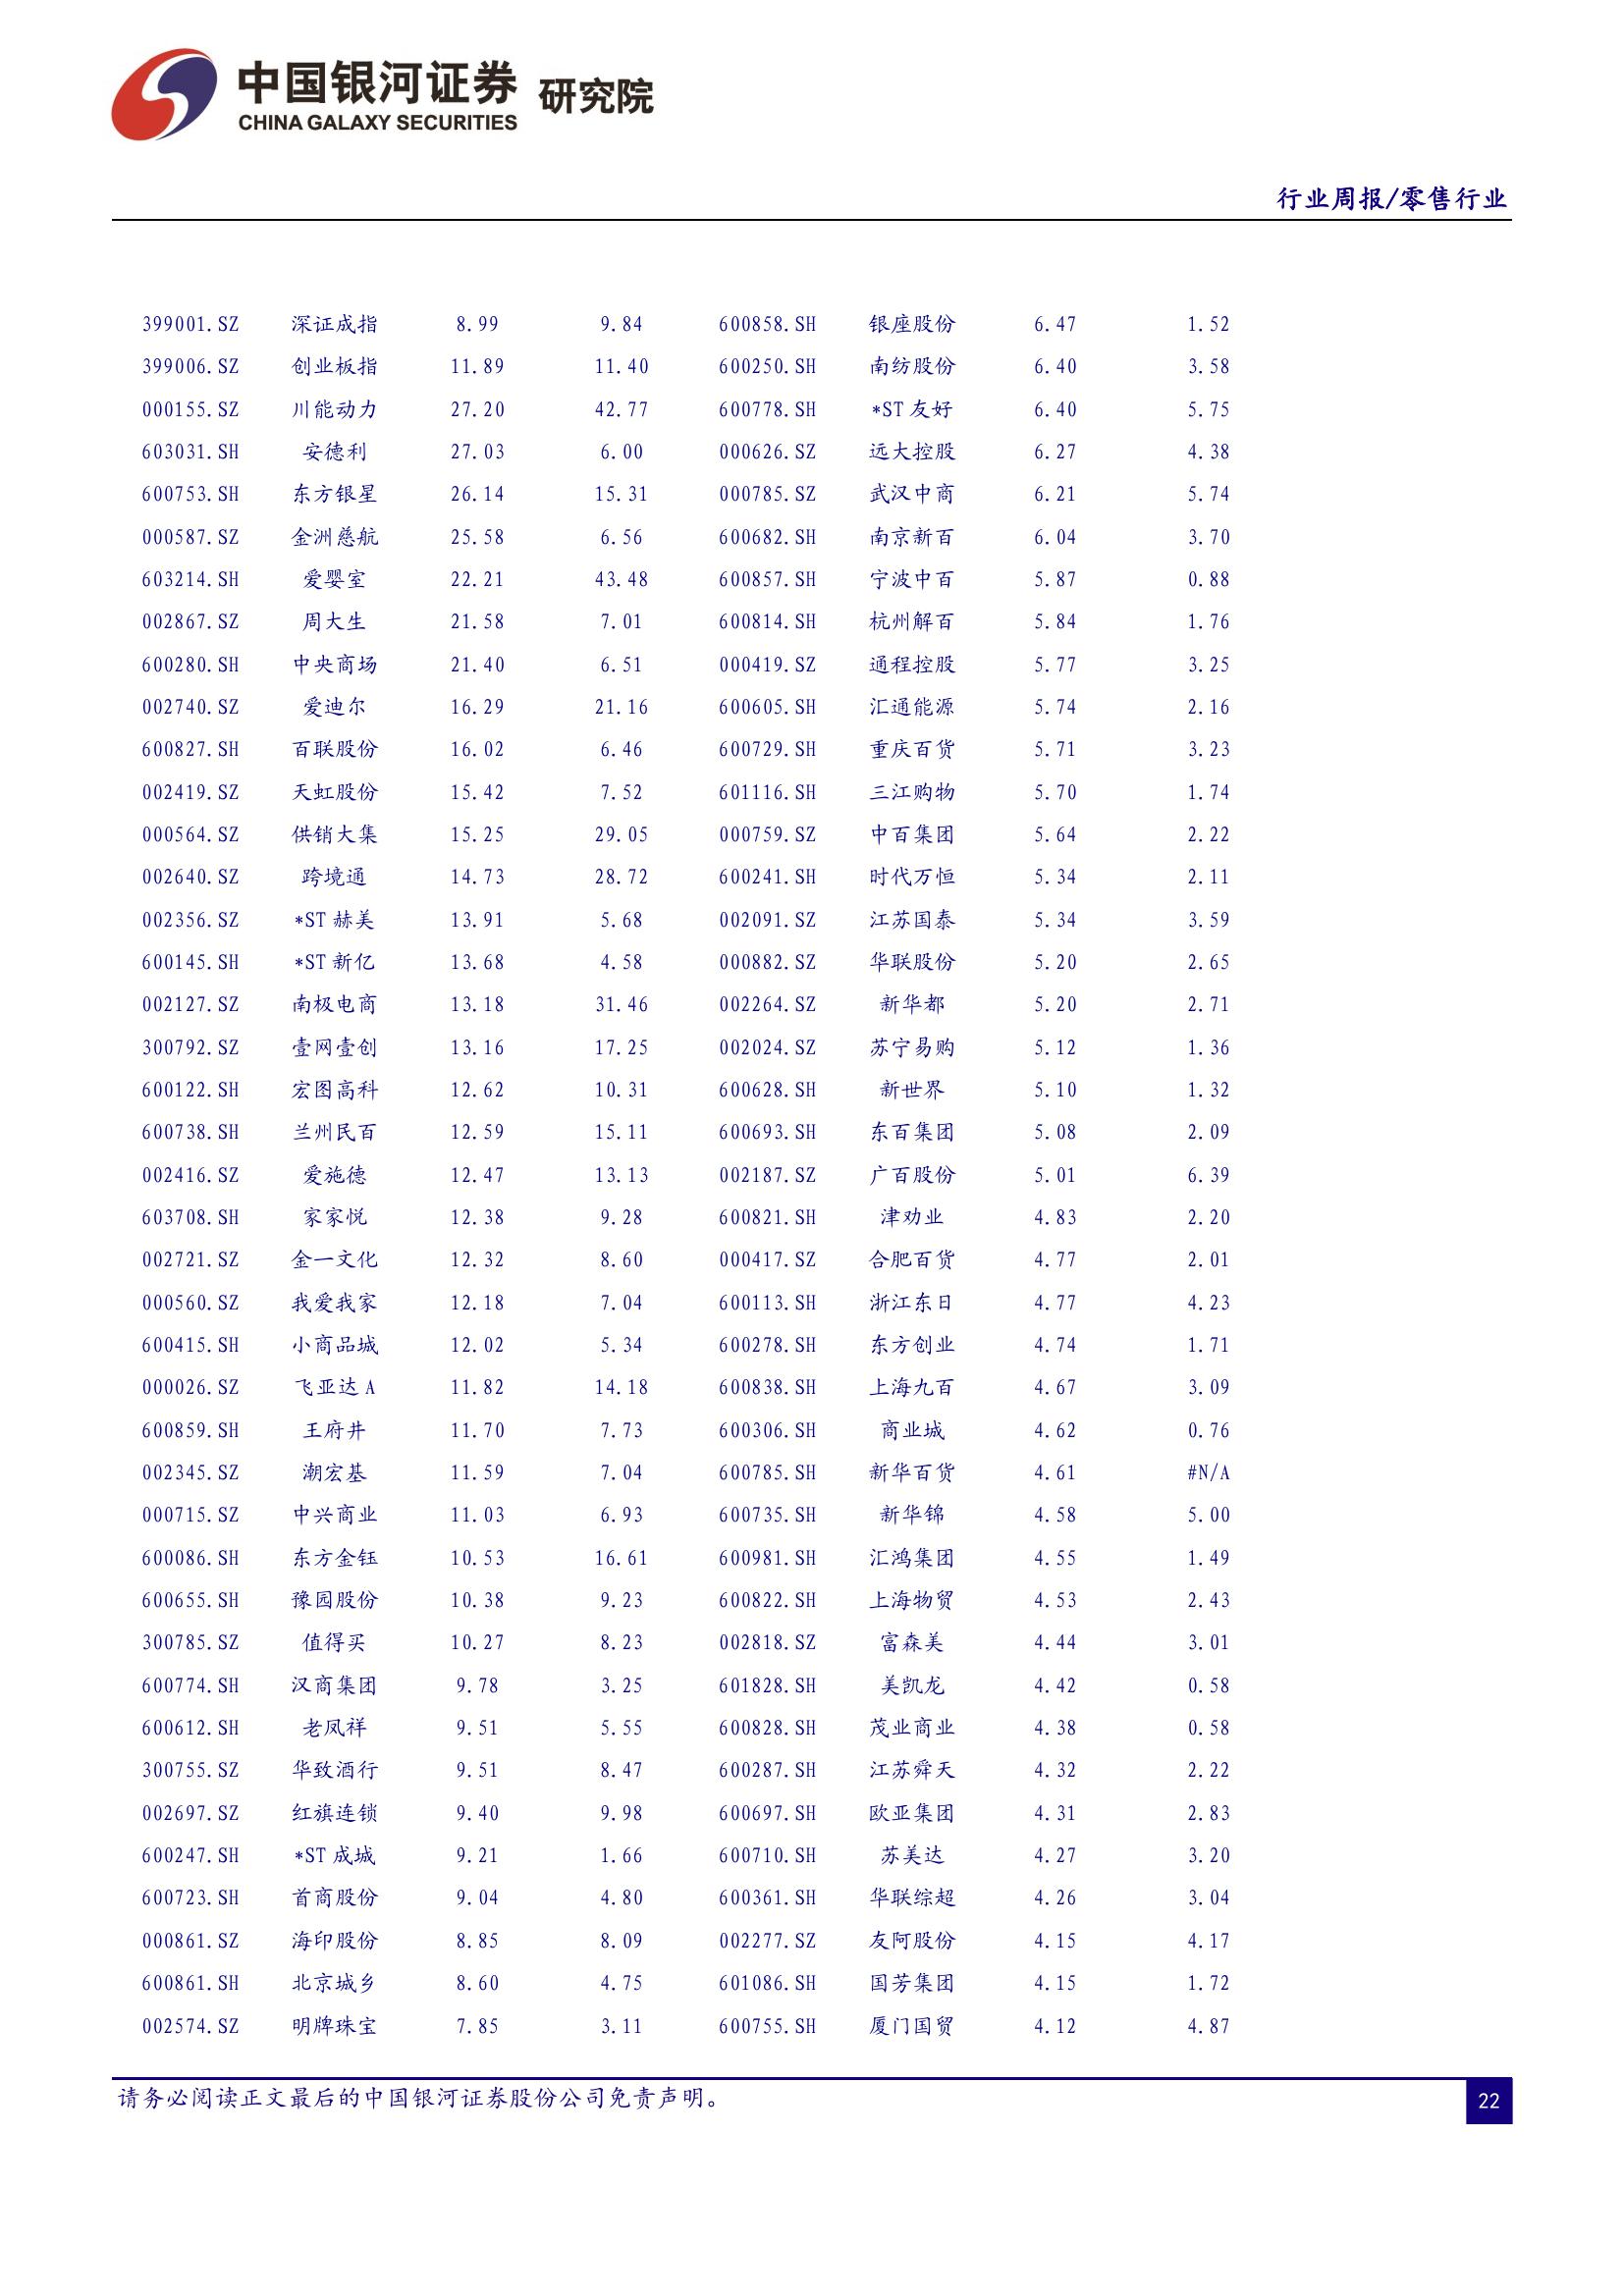 中国银河证券 研究院
CHINA GALAXY SECURITIES
行业周报/零售行业
399001.SZ 深证成指 8.99 9.84 600858.SH 银座股份 6.47 1.52
399006.SZ 创业板指 11.89 11.40 600250.SH 南纺股份 6.40 3.58
000155.SZ 川能动力 27.20 42.77 600778.SH *ST友好 6.40 5.75
603031.SH 安德利 27.03 6.00 000626.SZ 远大控股 6.27 4.38
600753.SH 东方银星 26.14 15.31 000785.SZ 武汉中商 6.21 5.74
000587.SZ 金洲慈航 25.58 6.56 600682.SH 南京新百 6.04 3.70
603214.SH 爱婴室 22.21 43.48 600857.SH 宁波中百 5.87 0.88
002867.SZ 周大生 21.58 7.01 600814.SH 杭州解百 5.84 1.76
600280.SH 中央商场 21.40 6.51 000419.SZ 通程控股 5.77 3.25
002740.SZ 爱迪尔 16.29 21.16 600605.SH 汇通能源 5.74 2.16
600827.SH 百联股份 16.02 6.46 600729.SH 重庆百货 5.71 3.23
002419.SZ 天虹股份 15.42 7.52 601116.SH 三江购物 5.70 1.74
000564.SZ 供销大集 15.25 29.05 000759.SZ 中百集团 5.64 2.22
002640.SZ 跨境通 14.73 28.72 600241.SH 时代万恒 5.34 2.11
002356.SZ *ST赫美 13.91 5.68 002091.SZ 江苏国泰 5.34 3.59
600145.SH *ST新亿 13.68 4.58 000882.SZ 华联股份 5.20 2.65
002127.SZ 南极电商 13.18 31.46 002264.SZ 新华都 5.20 2.71
300792.SZ 壹网壹创 13.16 17.25 002024.SZ 苏宁易购 5.12 1.36
600122.SH 宏图高科 12.62 10.31 600628.SH 新世界 5.10 1.32
600738.SH 兰州民百 12.59 15.11 600693.SH 东百集团 5.08 2.09
002416.SZ 爱施德 12.47 13.13 002187.SZ 广百股份 5.01 6.39
603708.SH 家家悦 12.38 9.28 600821.SH 津劝业 4.83 2.20
002721.SZ 金一文化 12.32 8.60 000417.SZ 合肥百货 4.77 2.01
000560.SZ 我爱我家 12.18 7.04 600113.SH 浙江东日 4.77 4.23
600415.SH 小商品城 12.02 5.34 600278.SH 东方创业 4.74 1.71
000026.SZ 飞亚达A 11.82 14.18 600838.SH 上海九百 4.67 3.09
600859.SH 王府井 11.70 7.73 600306.SH 商业城 4.62 0.76
002345.SZ 潮宏基 11.59 7.04 600785.SH 新华百货 4.61 #N/A
000715.SZ 中兴商业 11.03 6.93 600735.SH 新华锦 4.58 5.00
600086.SH 东方金钰 10.53 16.61 600981.SH 汇鸿集团 4.55 1.49
600655.SH 豫园股份 10.38 9.23 600822.SH 上海物贸 4.53 2.43
300785.SZ 值得买 10.27 8.23 002818.SZ 富森美 4.44 3.01
600774.SH 汉商集团 9.78 3.25 601828.SH 美凯龙 4.42 0.58
600612.SH 老凤祥 9.51 5.55 600828.SH 茂业商业 4.38 0.58
300755.SZ 华致酒行 9.51 8.47 600287.SH 江苏舜天 4.32 2.22
002697.SZ 红旗连锁 9.40 9.98 600697.SH 欧亚集团 4.31 2.83
600247.SH *ST成城 9.21 1.66 600710.SH 苏美达 4.27 3.20
600723.SH 首商股份 9.04 4.80 600361.SH 华联综超 4.26 3.04
000861.SZ 海印股份 8.85 8.09 002277.SZ 友阿股份 4.15 4.17
600861.SH 北京城乡 8.60 4.75 601086.SH 国芳集团 4.15 1.72
002574.SZ 明牌珠宝 7.85 3.11 600755.SH 厦门国贸 4.12 4.87
请务必阅读正文最后的中国银河证券股份公司免责声明。
22